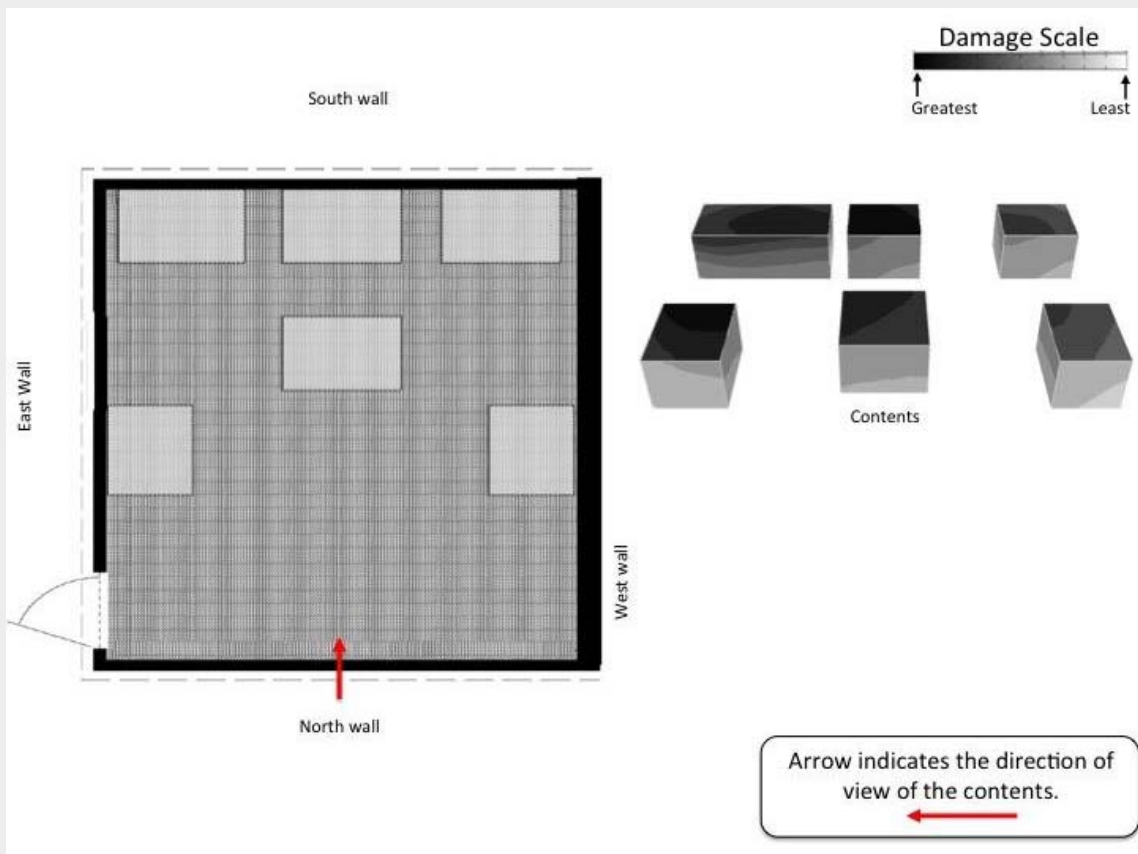 Damage Scale
Greatest
Least
South wall
East Wall
West wall
Contents
North wall
Arrow indicates the direction of
view of the contents.